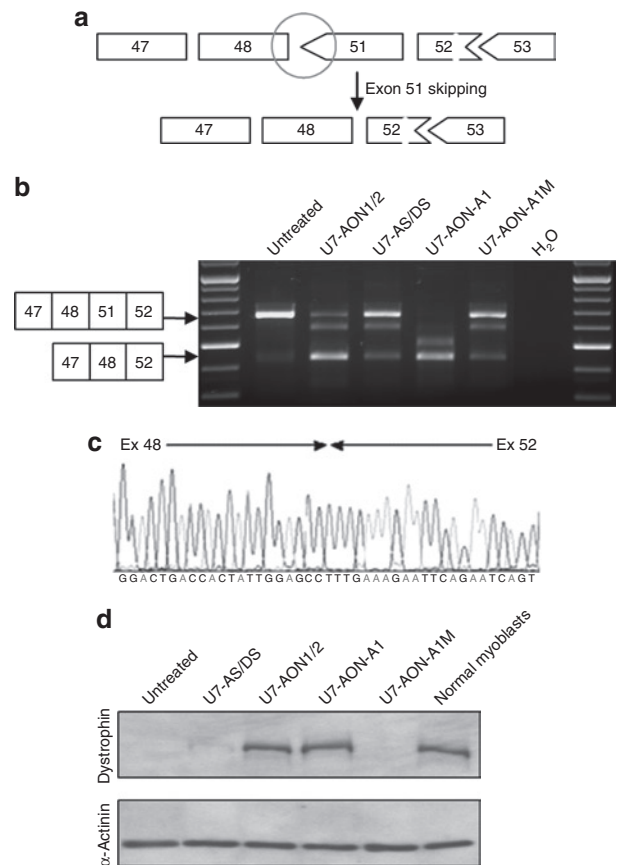 a
47 48 51 52 53
Exon 51 skipping
47 48 52 53
b
Untreated
U7-AON1/2
U7-AS/DS
U7-AON-A1
U7-AON-A1M
H₂O
47 48 51 52
47 48 52
c
Ex 48 Ex 52
GGACTGACCACTATTGGAGCCTTTGAAAGAATTCAGAATCAGT
d
Untreated
U7-AS/DS
U7-AON1/2
U7-AON-A1
U7-AON-A1M
Normal myoblasts
Dystrophin
α-Actinin